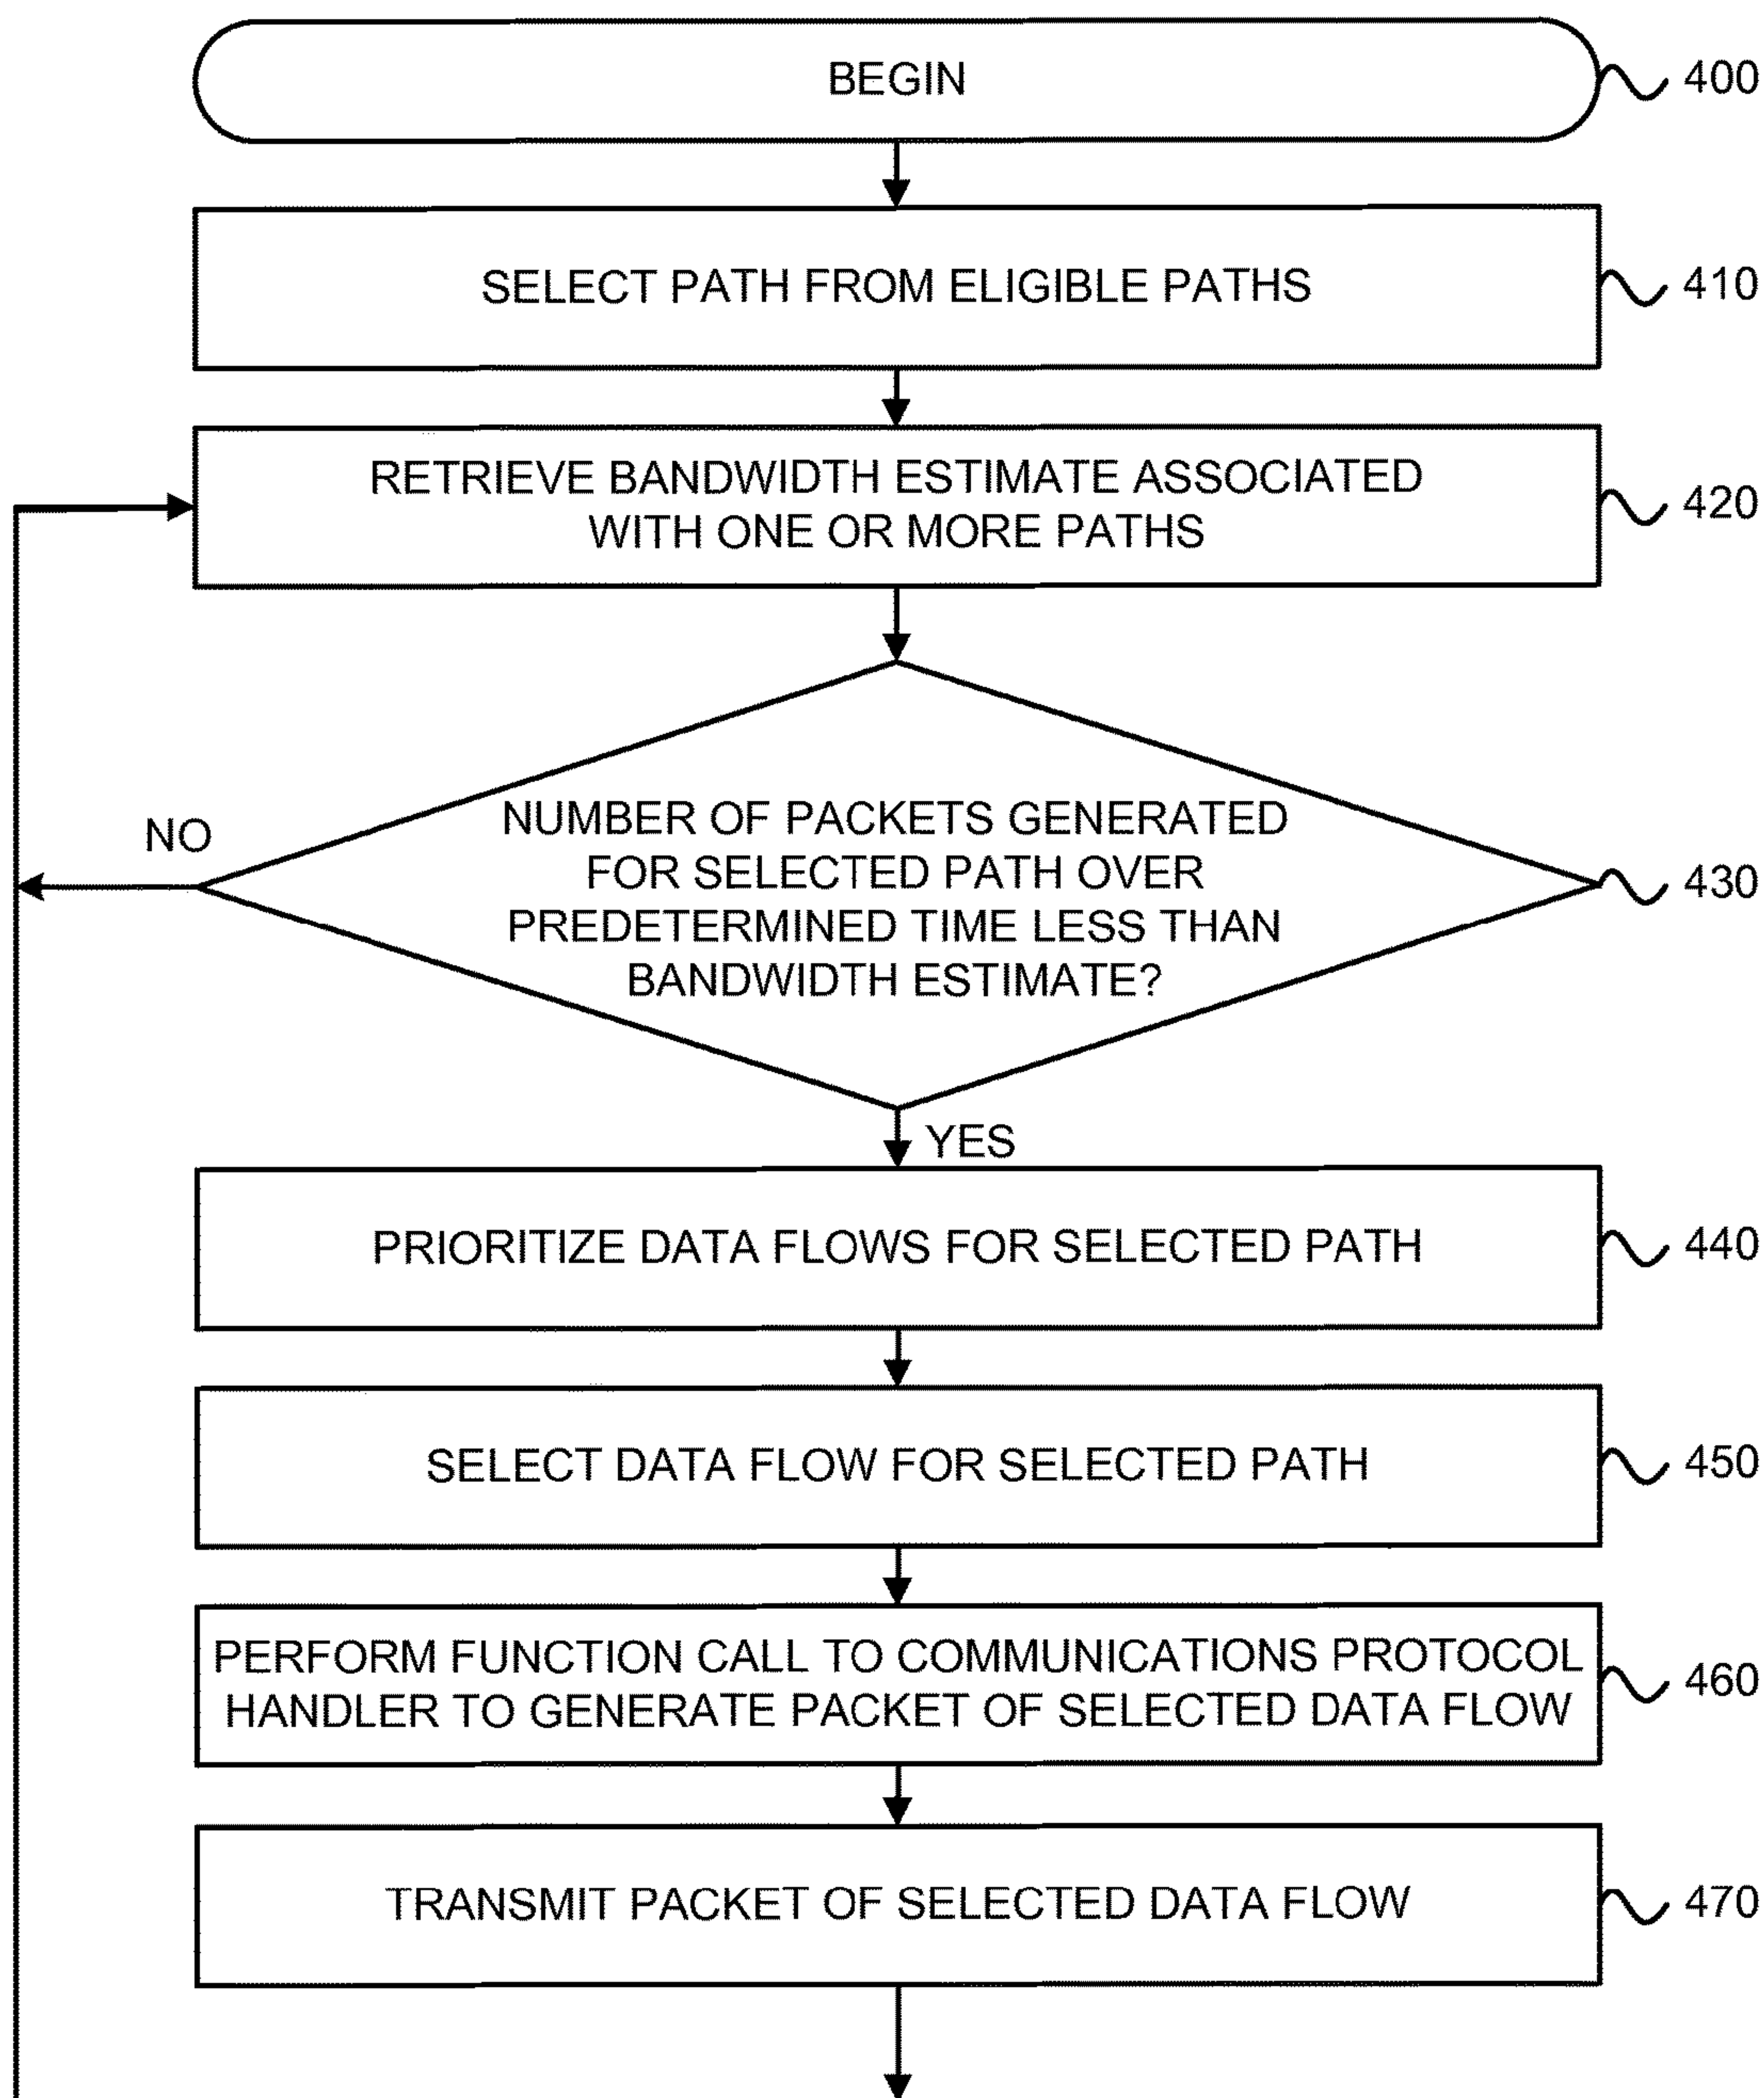 BEGIN
400
SELECT PATH FROM ELIGIBLE PATHS
410
RETRIEVE BANDWIDTH ESTIMATE ASSOCIATED
WITH ONE OR MORE PATHS
420
NUMBER OF PACKETS GENERATED
FOR SELECTED PATH OVER
PREDETERMINED TIME LESS THAN
BANDWIDTH ESTIMATE?
430
NO
YES
PRIORITIZE DATA FLOWS FOR SELECTED PATH
440
SELECT DATA FLOW FOR SELECTED PATH
450
PERFORM FUNCTION CALL TO COMMUNICATIONS PROTOCOL
HANDLER TO GENERATE PACKET OF SELECTED DATA FLOW
460
TRANSMIT PACKET OF SELECTED DATA FLOW
470